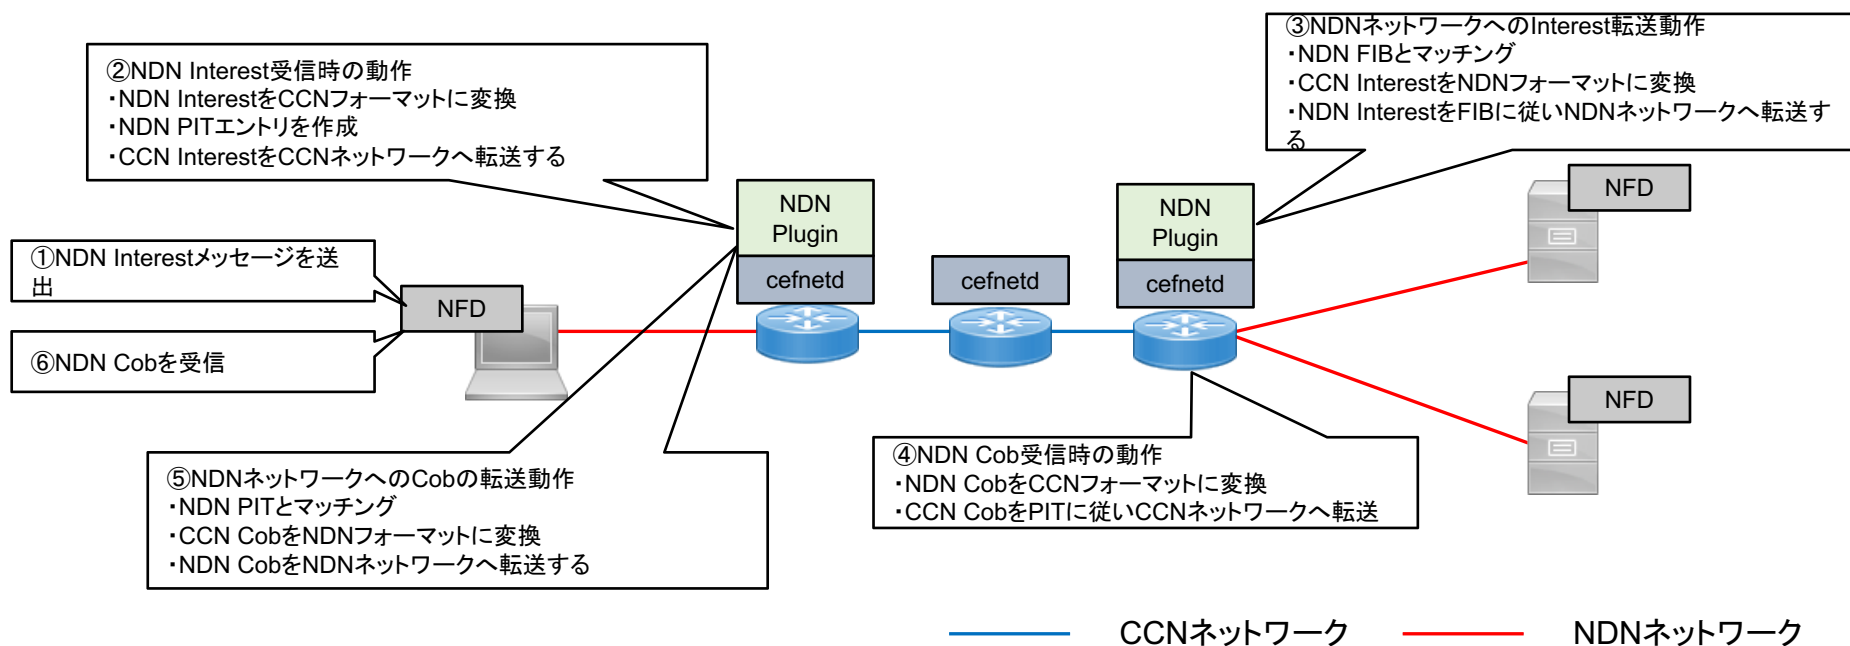 ②NDN Interest受信時の動作
・NDN InterestをCCNフォーマットに変換
・NDN PITエントリを作成
・CCN InterestをCCNネットワークへ転送する
③NDNネットワークへのInterest転送動作
・NDN FIBとマッチング
・CCN InterestをNDNフォーマットに変換
・NDN InterestをFIBに従いNDNネットワークへ転送す
る
NDN
Plugin
cefnetd
cefnetd
NDN
Plugin
cefnetd
NFD
①NDN Interestメッセージを送
出
NFD
⑥NDN Cobを受信
NFD
⑤NDNネットワークへのCobの転送動作
・NDN PITとマッチング
・CCN CobをNDNフォーマットに変換
・NDN CobをNDNネットワークへ転送する
④NDN Cob受信時の動作
・NDN CobをCCNフォーマットに変換
・CCN CobをPITに従いCCNネットワークへ転送
CCNネットワーク
NDNネットワーク